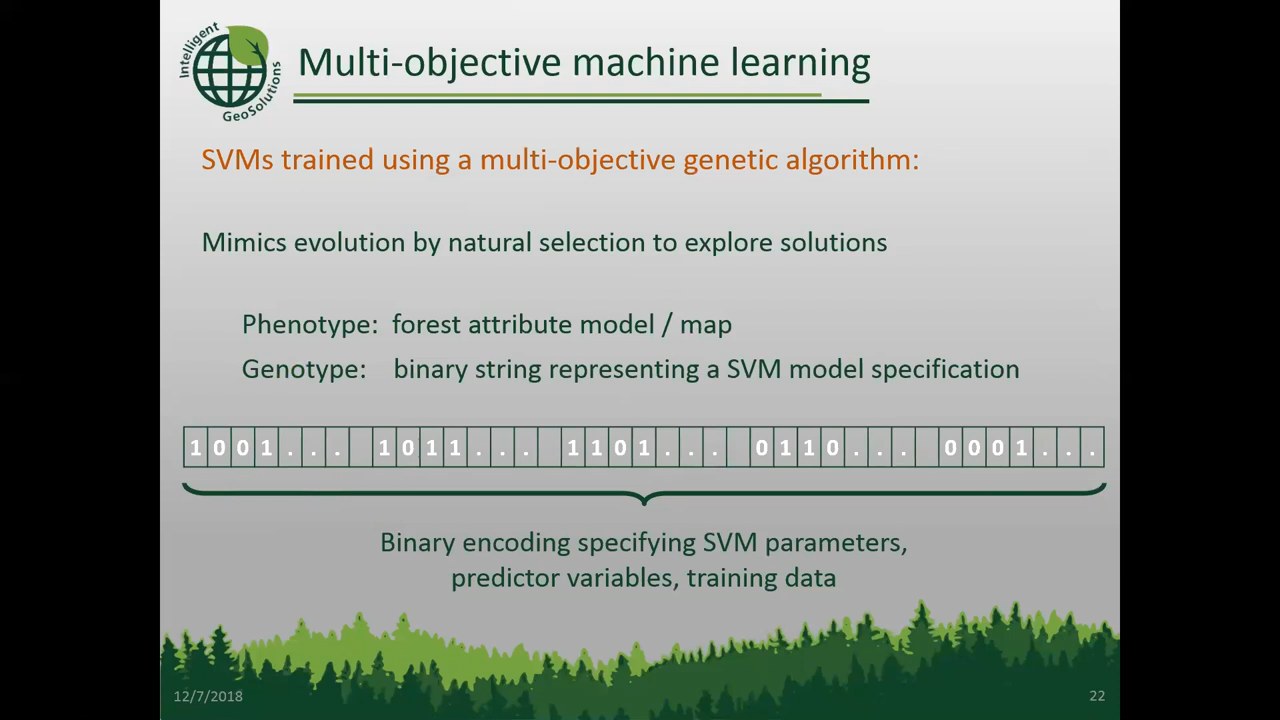 Intelligent
GeoSolutions
Multi-objective machine learning
SVMs trained using a multi-objective genetic algorithm:
Mimics evolution by natural selection to explore solutions
Phenotype: forest attribute model / map
Genotype: binary string representing a SVM model specification
1 0 0 1 . . . 1 0 1 1 . . . 1 1 0 1 . . . 0 1 1 0 . . . 0 0 0 1 . . .
Binary encoding specifying SVM parameters,
predictor variables, training data
12/7/2018
22